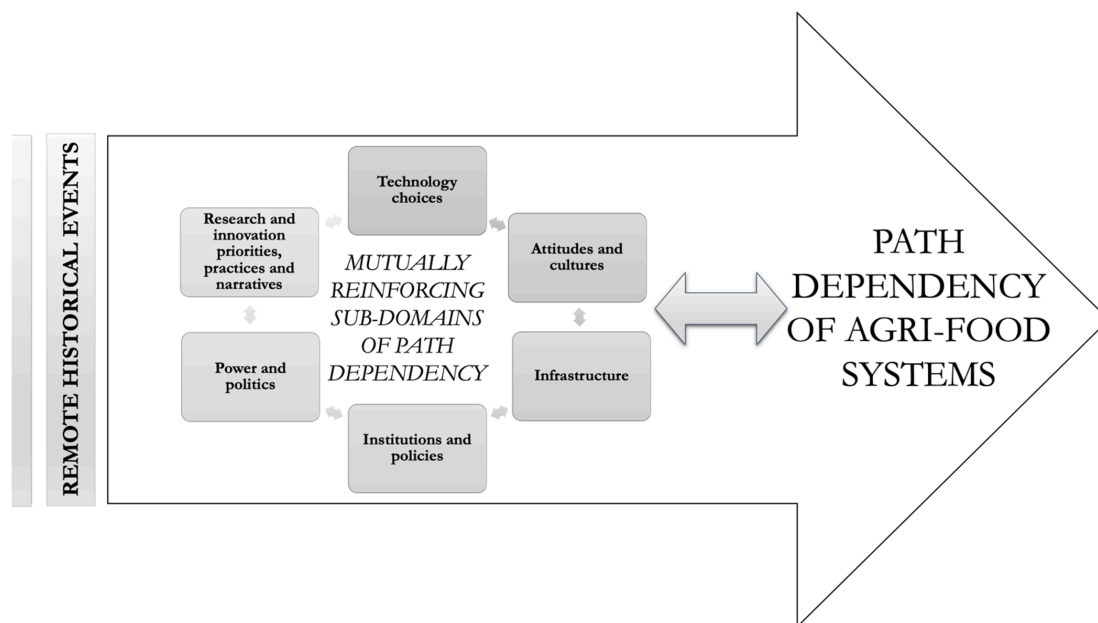 REMOTE HISTORICAL EVENTS
Technology
choices
Research and
innovation
priorities,
practices and
narratives
Attitudes and
cultures
MUTUALLY
REINFORCING
SUB-DOMAINS
OF PATH
DEPENDENCY
Power and
politics
Infrastructure
Institutions and
policies
PATH
DEPENDENCY
OF AGRI-FOOD
SYSTEMS